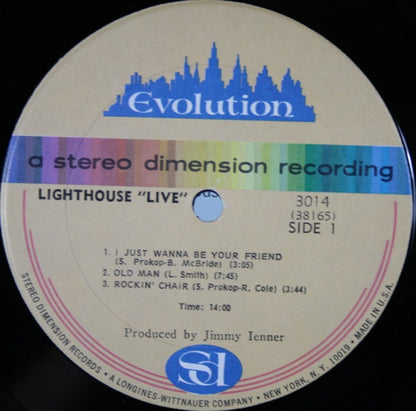 Evolution
a stereo dimension recording
LIGHTHOUSE "LIVE"
3014
(38165)
SIDE 1
1. I JUST WANNA BE YOUR FRIEND
(S. Prokop-B. McBride) (3:05)
2. OLD MAN (L. Smith) (7:45)
3. ROCKIN' CHAIR (S. Prokop-R. Cole) (3:44)
Time: 14:00
Produced by Jimmy Ienner
sd
STEREO DIMENSION RECORDS • A LONGINES-WITTNAUER COMPANY • NEW YORK, N. Y. 10019 • MADE IN U.S.A.